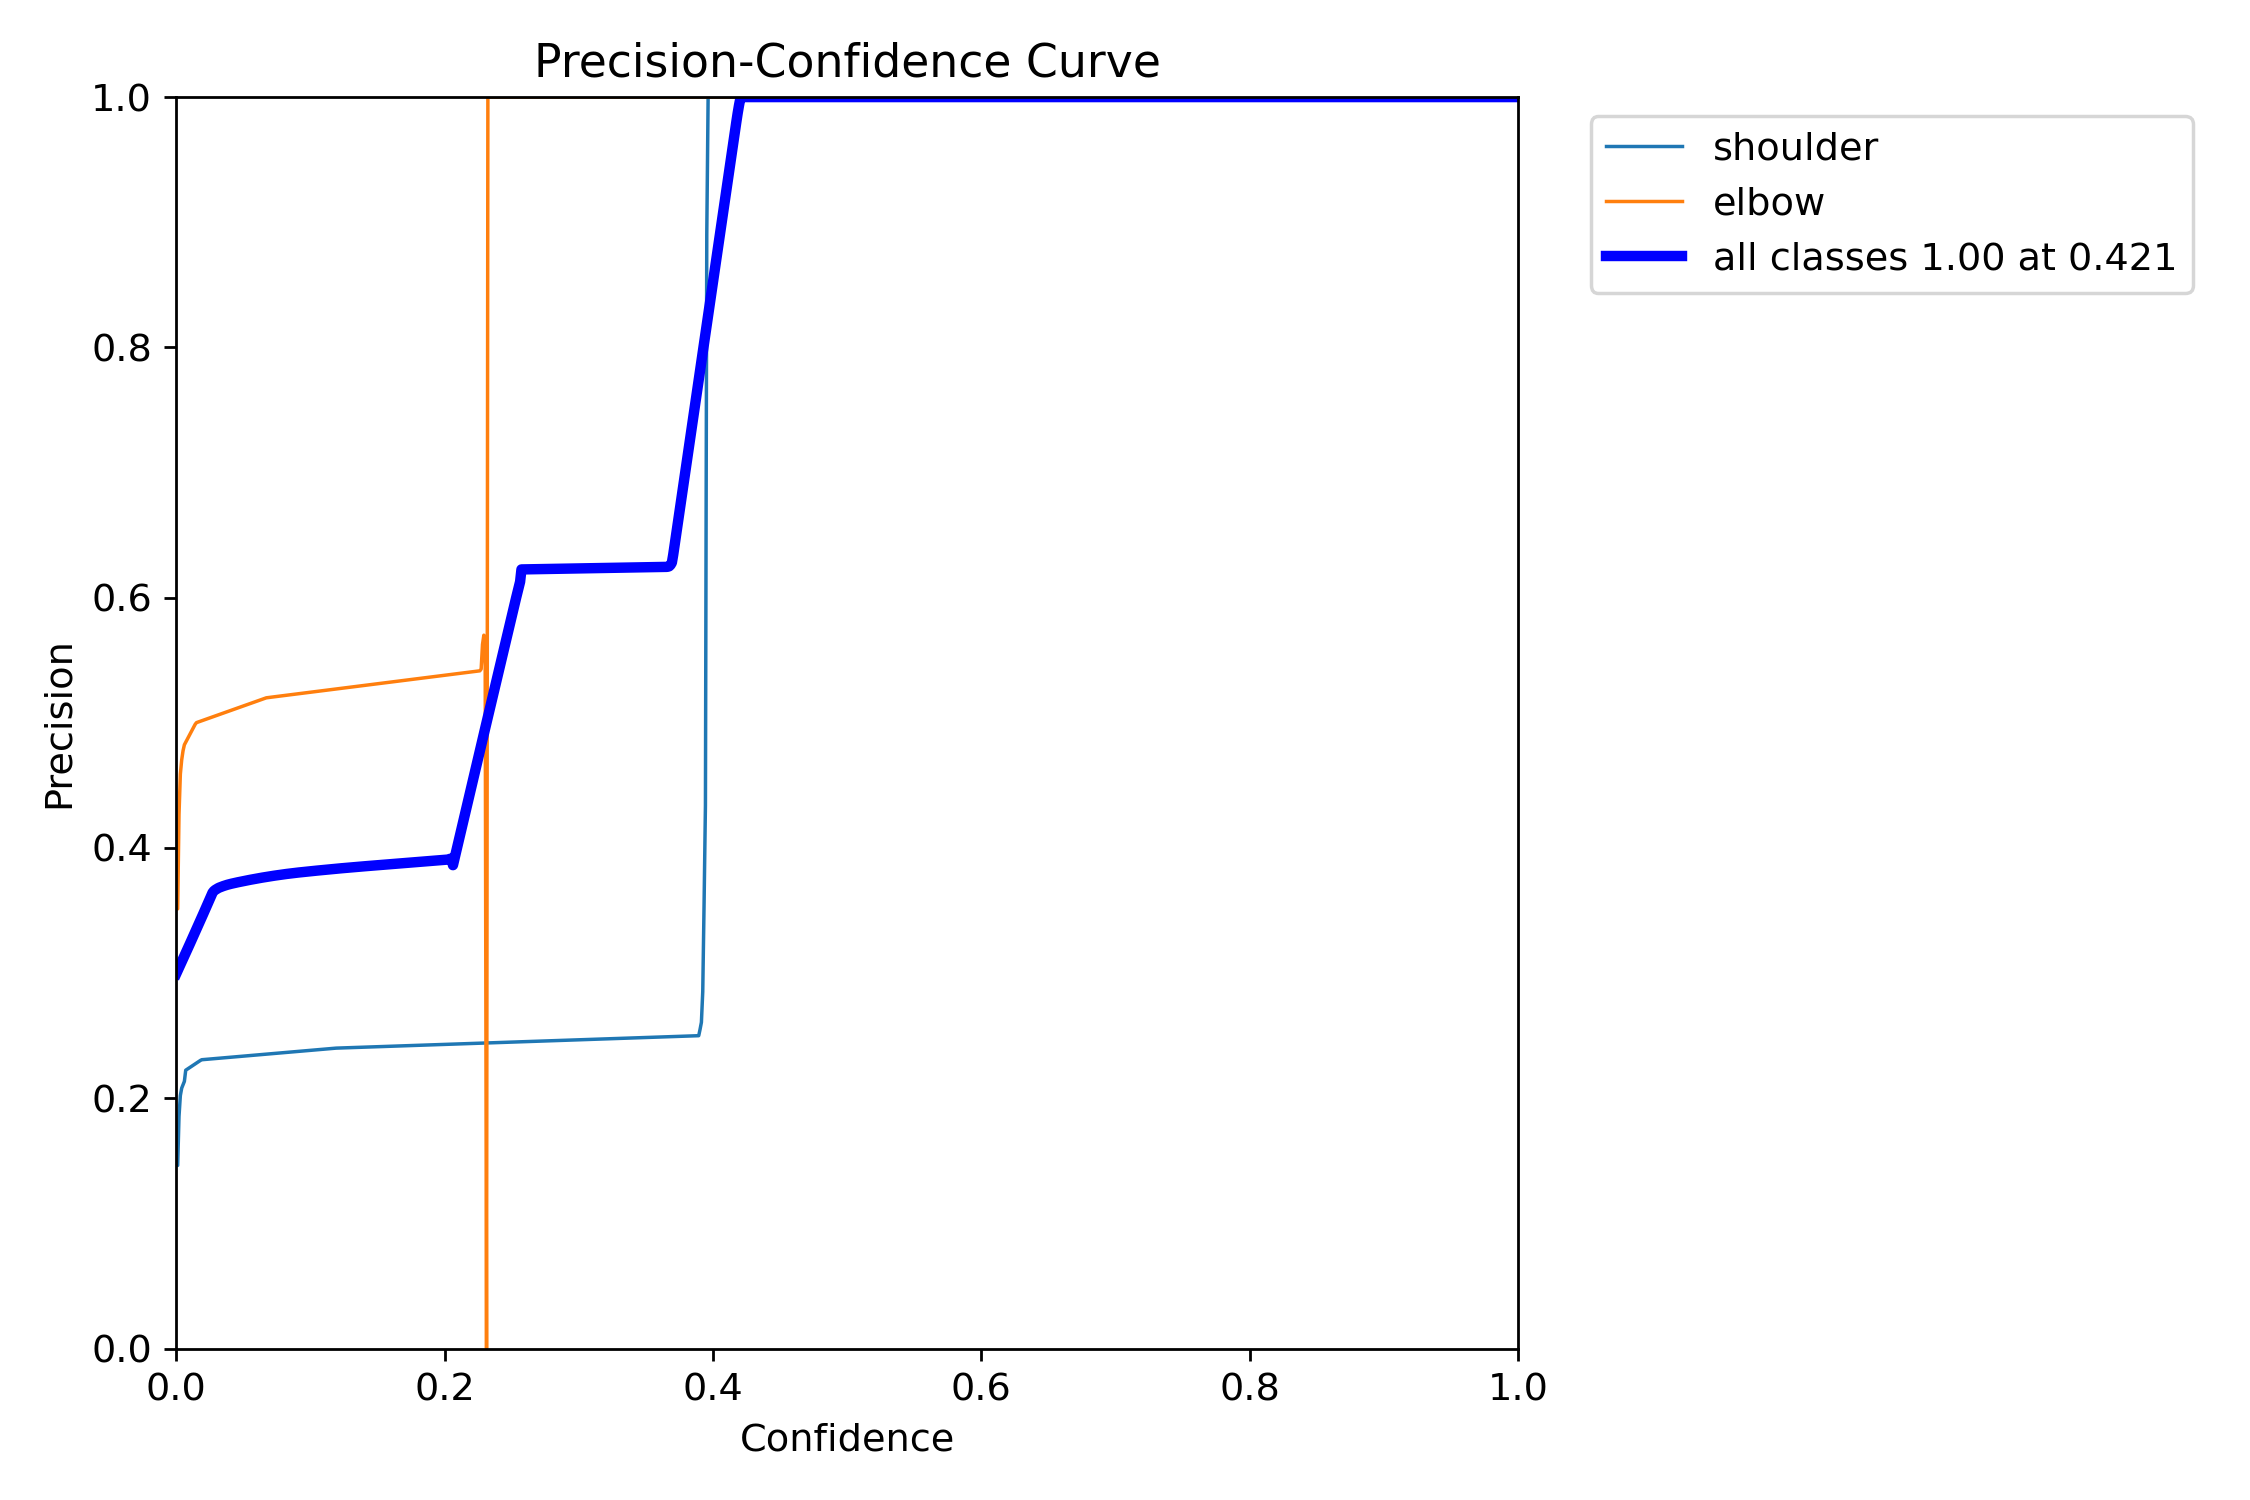 Precision-Confidence Curve
1.0
0.8
0.6
0.4
0.2
0.0
Precision
0.0 0.2 0.4 0.6 0.8 1.0
Confidence
shoulder
elbow
all classes 1.00 at 0.421